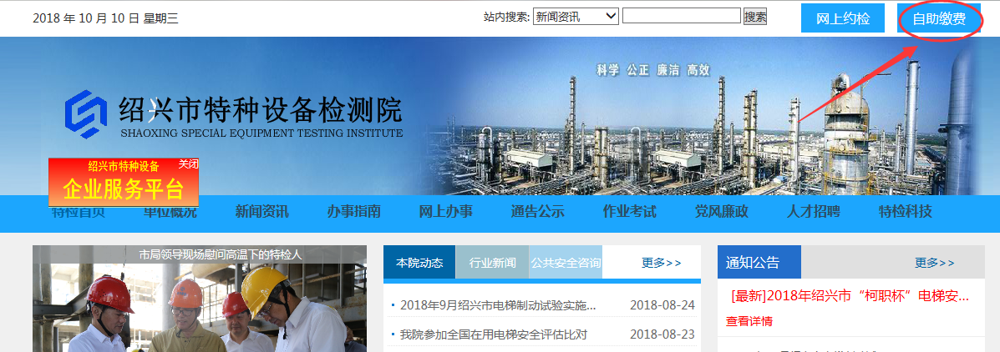 2018 年 10 月 10 日 星期三
站内搜索: 新闻资讯 搜索 网上约检 自助缴费
科学 公正 廉洁 高效
绍兴市特种设备检测院
SHAOXING SPECIAL EQUIPMENT TESTING INSTITUTE
绍兴市特种设备 关闭
企业服务平台
特检首页 单位概况 新闻资讯 办事指南 网上办事 通告公示 作业考试 党风廉政 人才招聘 特检科技
市局领导现场慰问高温下的特检人
本院动态 行业新闻 公共安全咨询 更多>>
2018年9月绍兴市电梯制动试验实施... 2018-08-24
我院参加全国在用电梯安全评估比对 2018-08-23
通知公告 更多>>
[最新]2018年绍兴市“柯职杯”电梯安...
查看详情